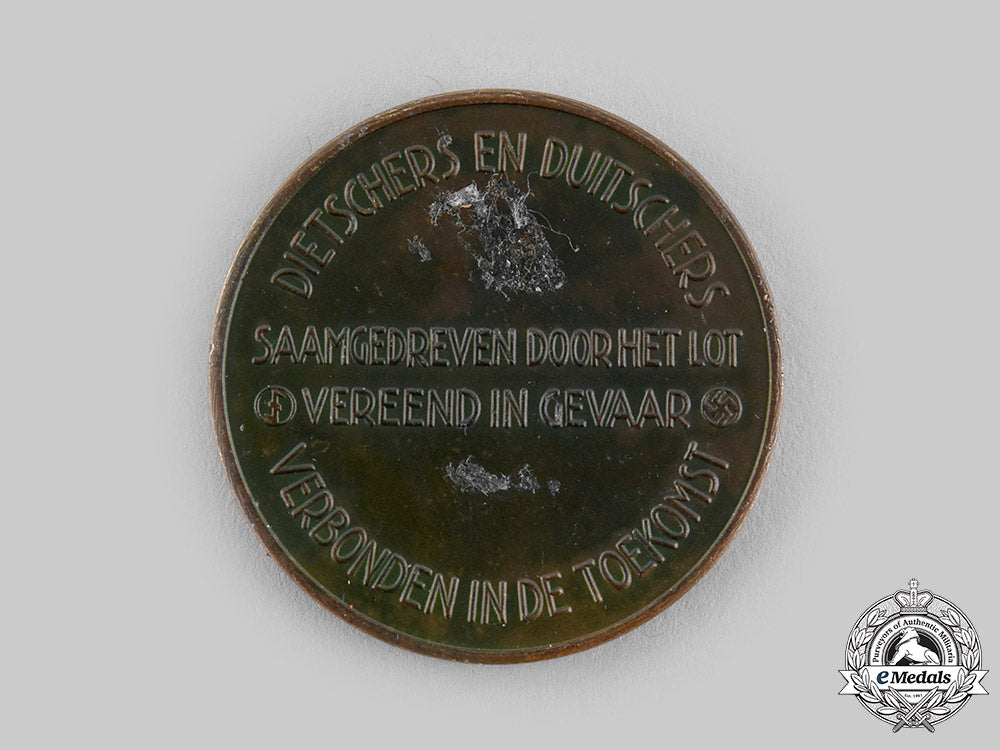 DIETSCHERS EN DUITSCHERS
SAAMGEDREVEN DOOR HET LOT
VEREEND IN GEVAAR
VERBONDEN IN DE TOEKOMST
Purveyors of Authentic Militaria
eMedals